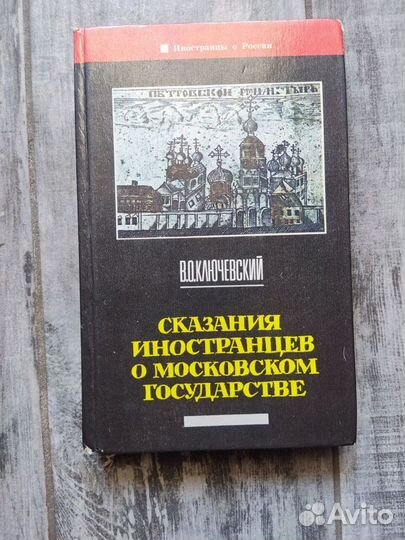 Иностранцы о России
В.О.КЛЮЧЕВСКИЙ
СКАЗАНИЯ
ИНОСТРАНЦЕВ
О МОСКОВСКОМ
ГОСУДАРСТВЕ
Avito